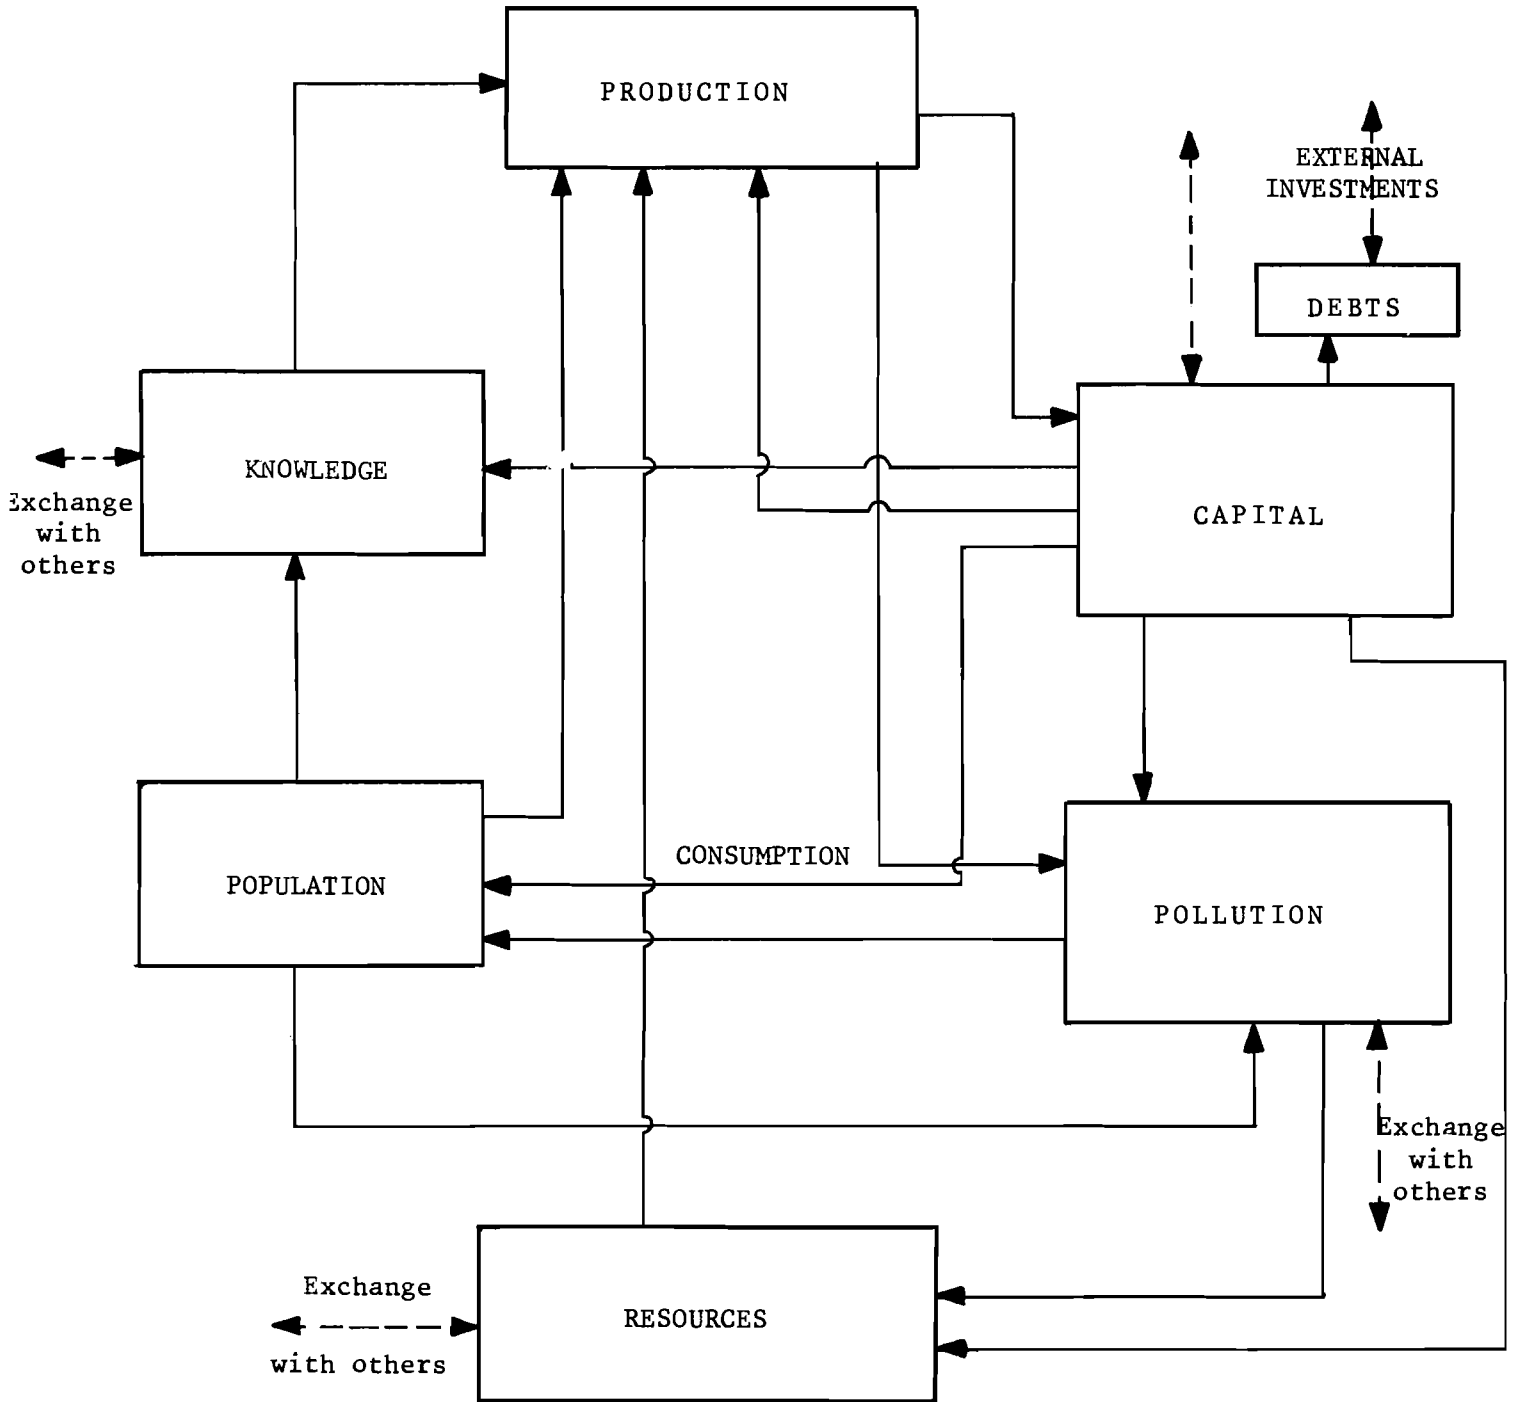 PRODUCTION
EXTERNAL
INVESTMENTS
DEBTS
KNOWLEDGE
Exchange
with
others
CAPITAL
CONSUMPTION
POPULATION
POLLUTION
Exchange
with
others
Exchange
with others
RESOURCES